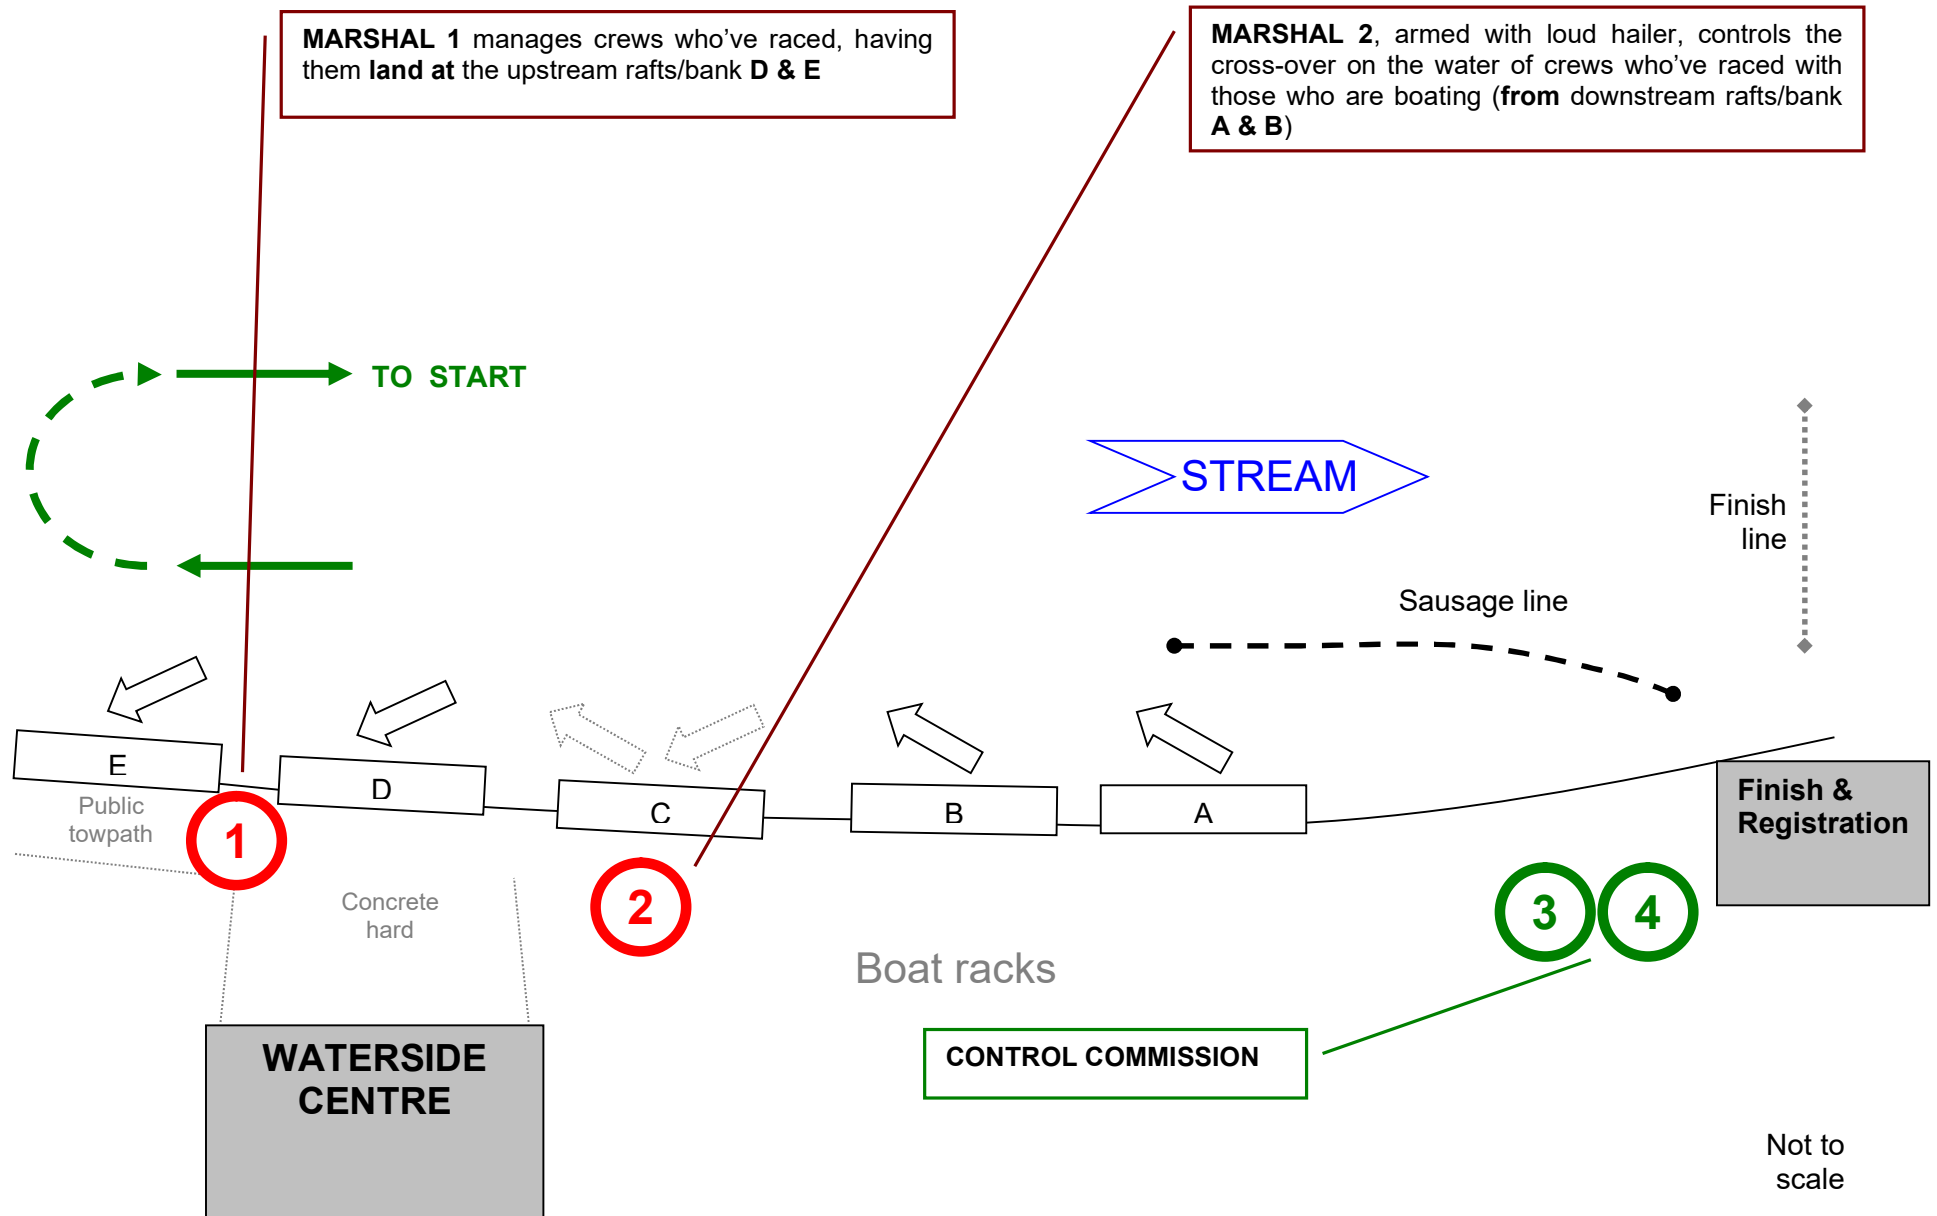 MARSHAL 1 manages crews who've raced, having
them land at the upstream rafts/bank D & E
MARSHAL 2, armed with loud hailer, controls the
cross-over on the water of crews who've raced with
those who are boating (from downstream rafts/bank
A & B)
TO START
STREAM
Finish
line
Sausage line
E
D
C
B
A
Public
towpath
1
2
3
4
Concrete
hard
Finish &
Registration
Boat racks
WATERSIDE
CENTRE
CONTROL COMMISSION
Not to
scale